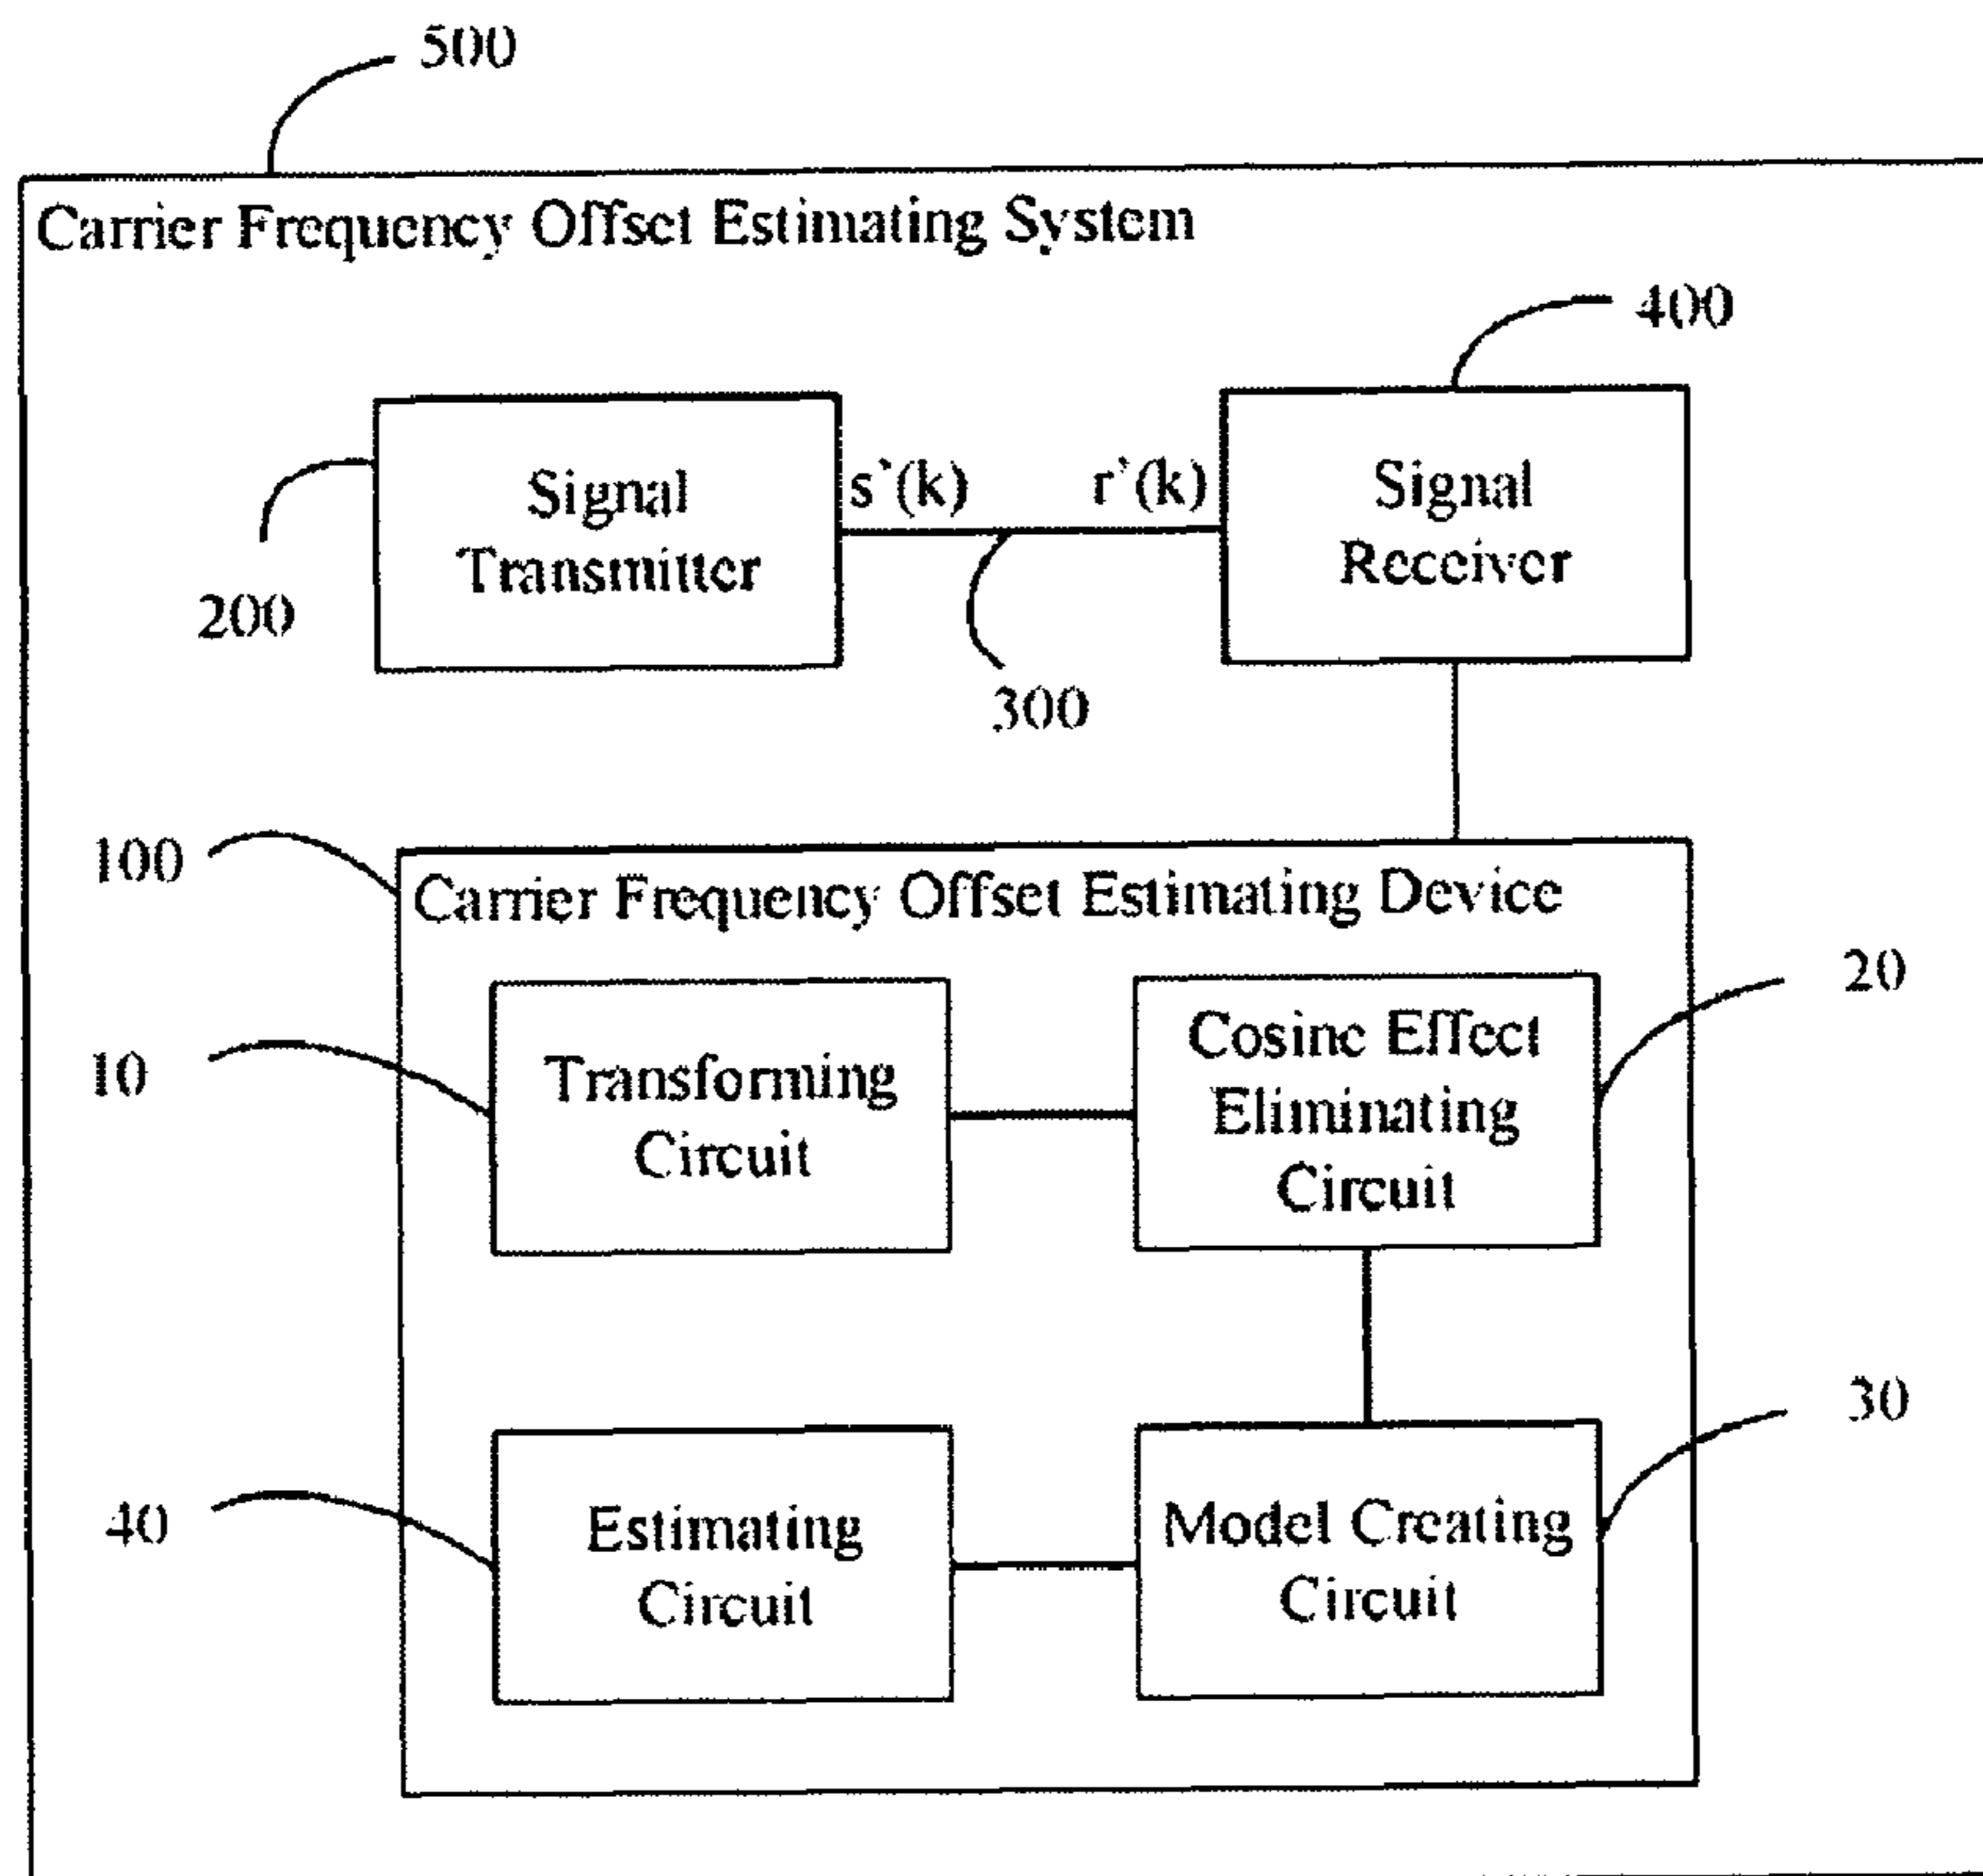 500
Carrier Frequency Offset Estimating System
400
Signal
Transmitter
s`(k)
r`(k)
Signal
Receiver
200
300
100
Carrier Frequency Offset Estimating Device
20
10
Transforming
Circuit
Cosine Effect
Eliminating
Circuit
30
40
Estimating
Circuit
Model Creating
Circuit